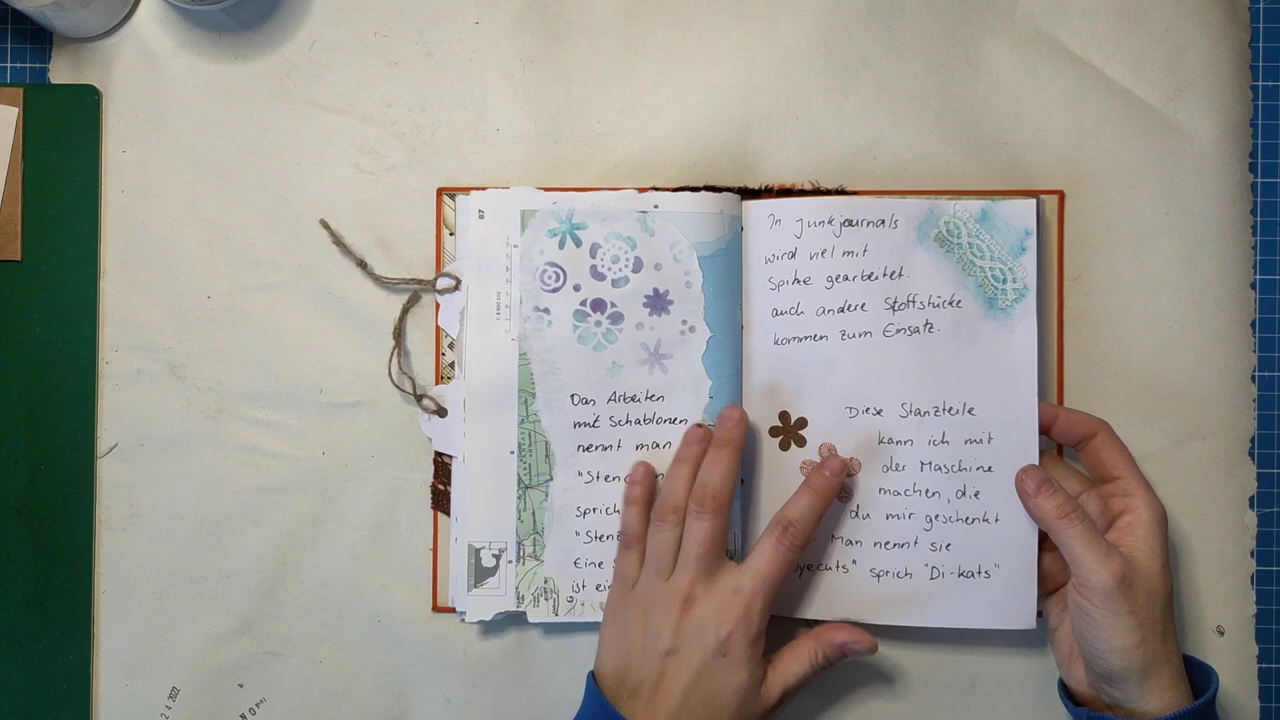 87
Das Arbeiten
mit Schablonen
nennt man
sprich
Eine
ist
In Junkjournals
wird viel mit
Spitze gearbeitet.
auch andere Stoffstücke
kommen zum Einsatz.
Diese Stanzteile
kann ich mit
der Maschine
machen, die
du mir geschenkt
Man nennt sie
sprich "Di-kats"